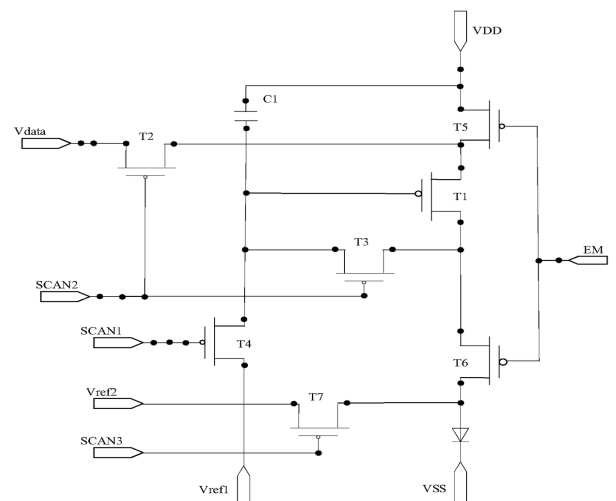 VDD
C1
Vdata
T2
T5
T1
T3
EM
SCAN2
SCAN1
T4
T6
Vref2
T7
SCAN3
Vref1
VSS